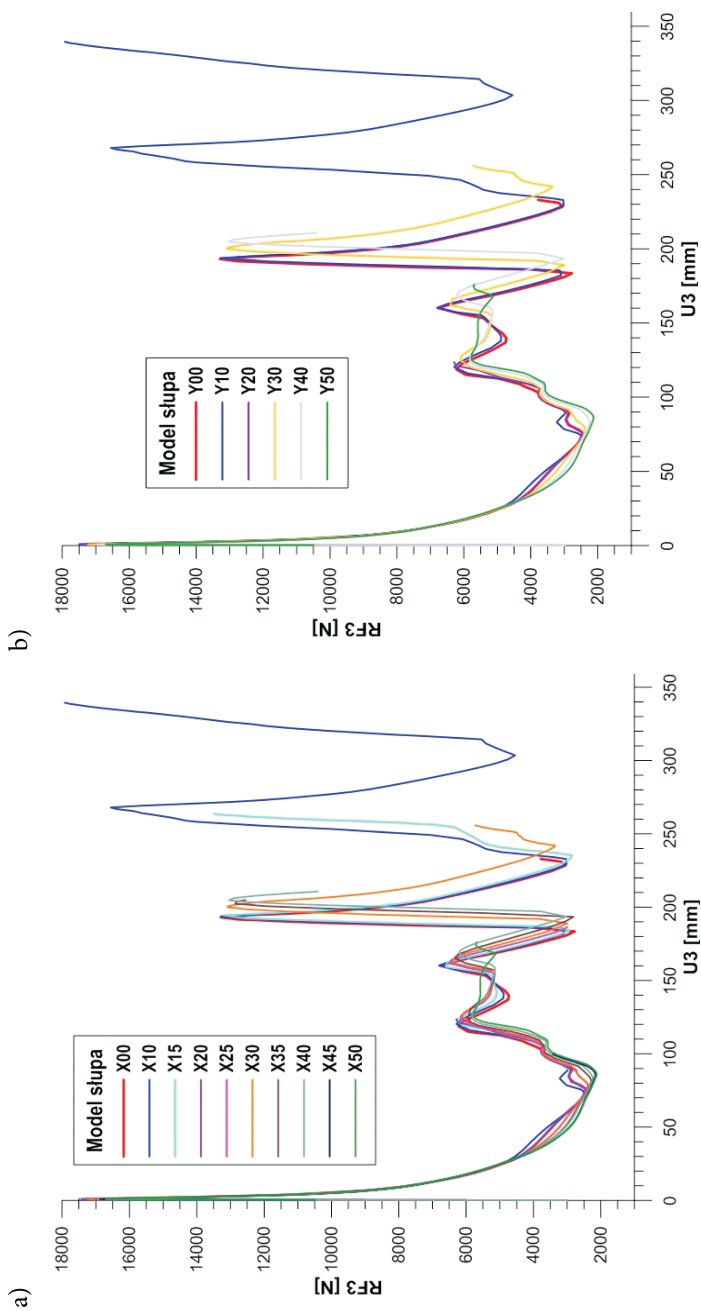 a)
18000
16000
14000
12000
10000
8000
6000
4000
2000
RF3 [N]
0
50
100
150
200
250
300
350
U3 [mm]
Model słupa
X00
X10
X15
X20
X25
X30
X35
X40
X45
X50
b)
18000
16000
14000
12000
10000
8000
6000
4000
2000
RF3 [N]
0
50
100
150
200
250
300
350
U3 [mm]
Model słupa
Y00
Y10
Y20
Y30
Y40
Y50